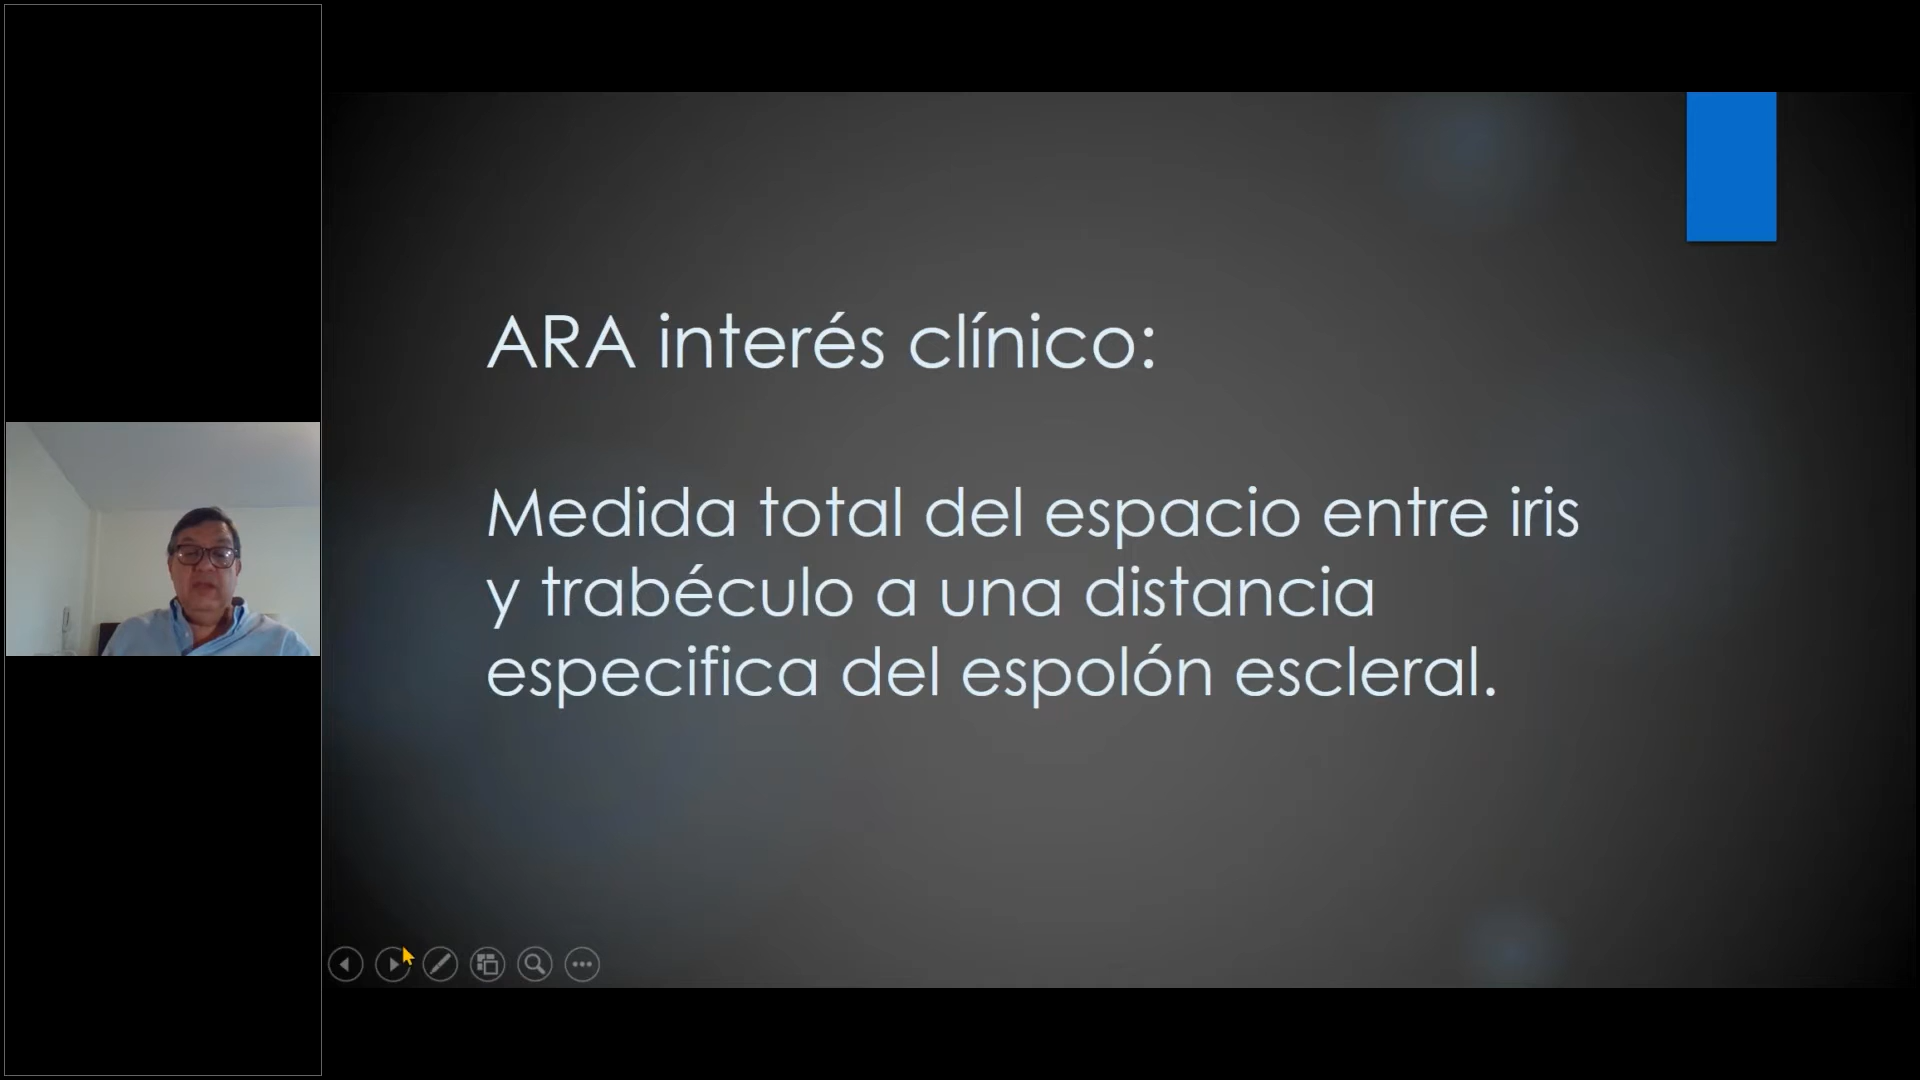 ARA interés clínico:
Medida total del espacio entre iris
y trabéculo a una distancia
especifica del espolón escleral.